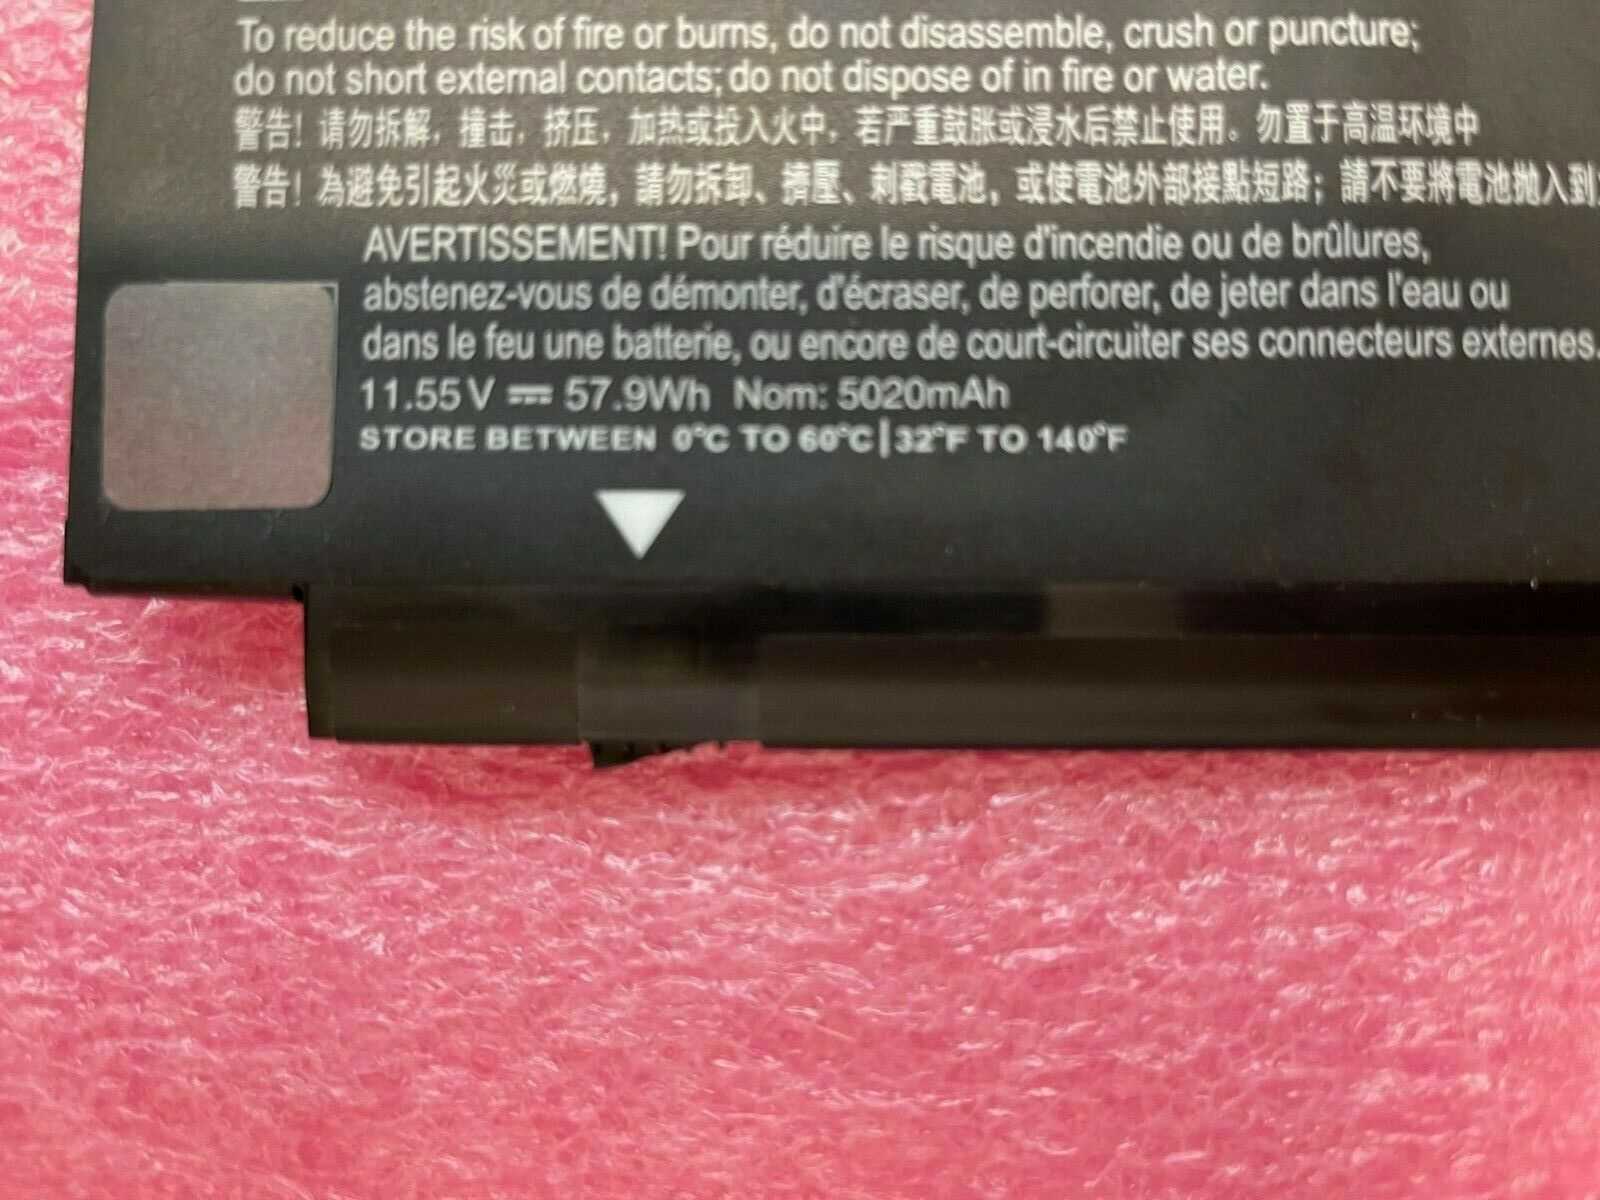 To reduce the risk of fire or burns, do not disassemble, crush or puncture;
do not short external contacts; do not dispose of in fire or water.
警告! 请勿拆解, 撞击, 挤压, 加热或投入火中, 若严重鼓胀或浸水后禁止使用。勿置于高温环境中
警告! 為避免引起火災或燃燒, 請勿拆卸、擠壓、刺戳電池, 或使電池外部接點短路; 請不要將電池拋入到
AVERTISSEMENT! Pour réduire le risque d'incendie ou de brûlures,
abstenez-vous de démonter, d'écraser, de perforer, de jeter dans l'eau ou
dans le feu une batterie, ou encore de court-circuiter ses connecteurs externes.
11.55V ⎓ 57.9Wh Nom: 5020mAh
STORE BETWEEN 0°C TO 60°C|32°F TO 140°F